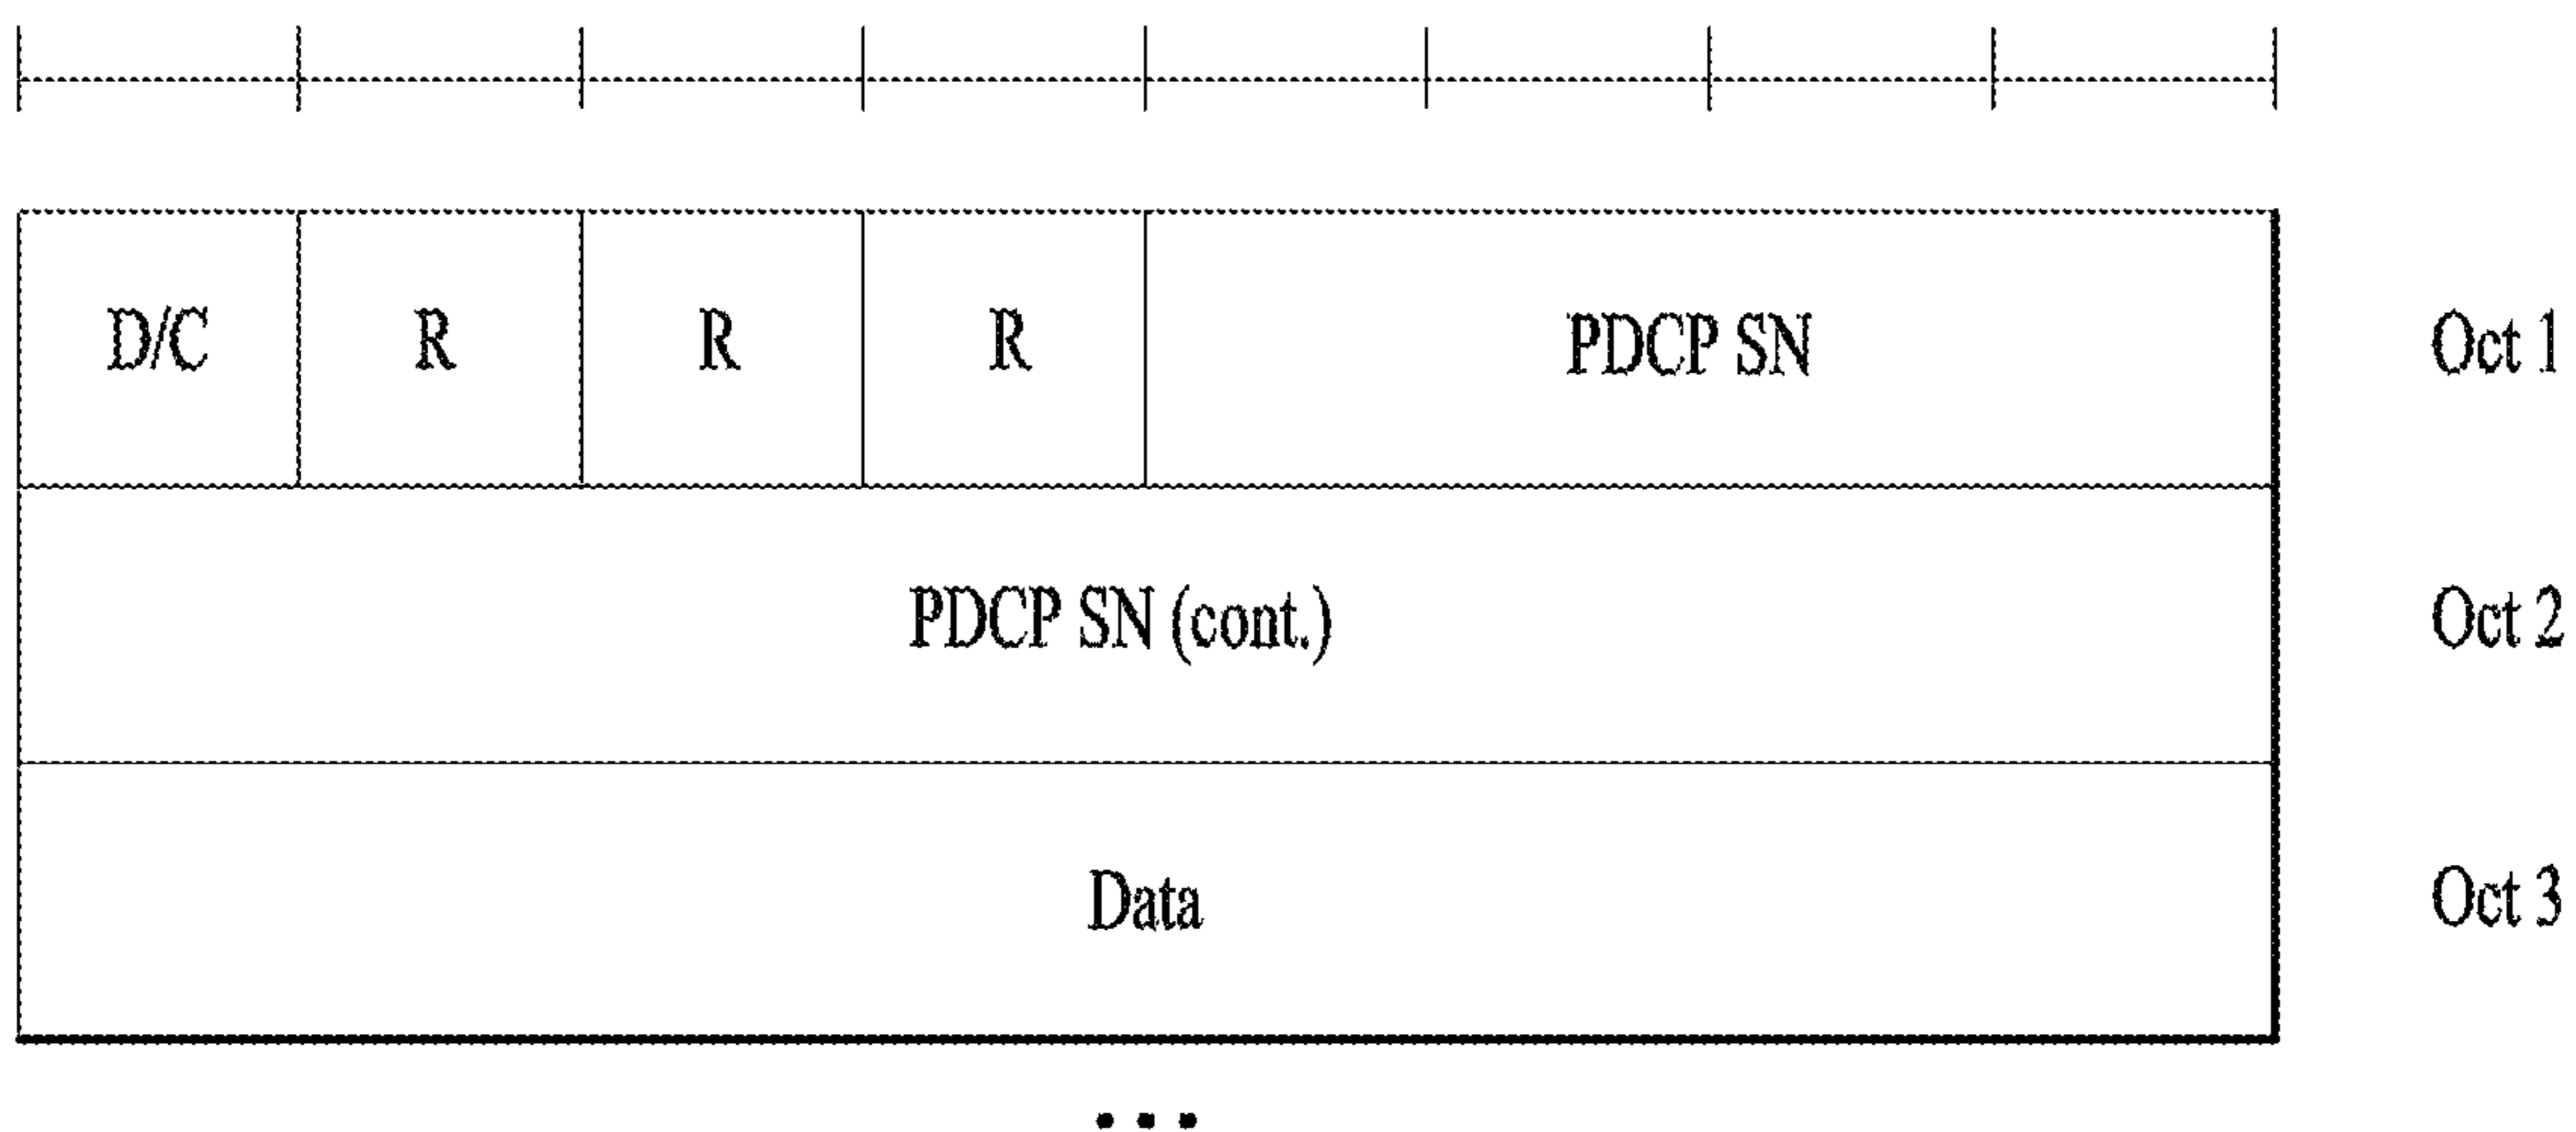 D/C R R R PDCP SN Oct 1
PDCP SN (cont.) Oct 2
Data Oct 3
...